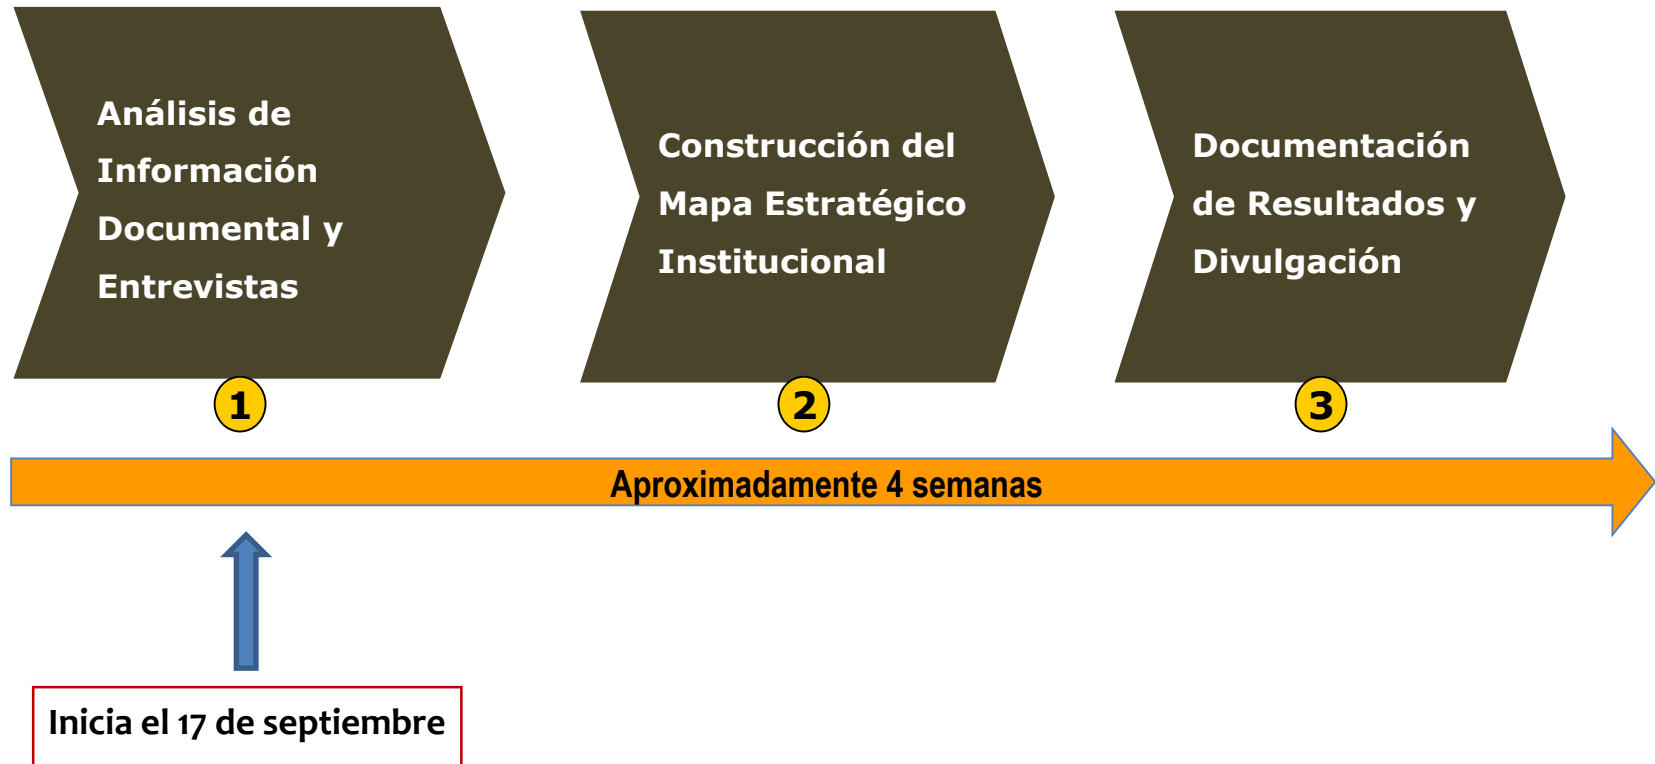 Análisis de
Información
Documental y
Entrevistas
Construcción del
Mapa Estratégico
Institucional
Documentación
de Resultados y
Divulgación
1
2
3
Aproximadamente 4 semanas
Inicia el 17 de septiembre